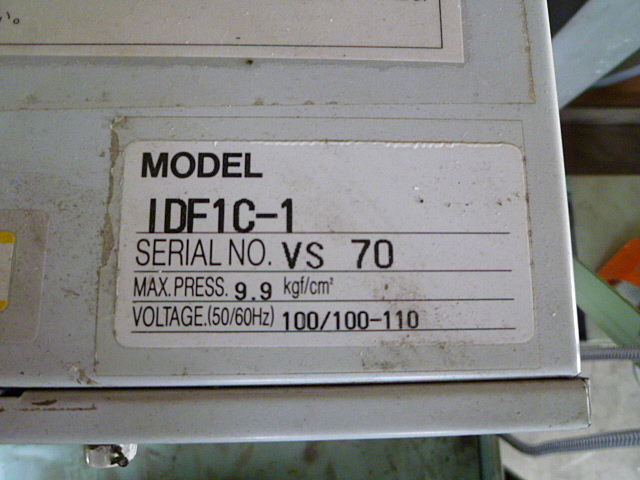 MODEL
IDF1C-1
SERIAL NO. VS 70
MAX. PRESS. 9.9 kgf/cm²
VOLTAGE.(50/60Hz) 100/100-110